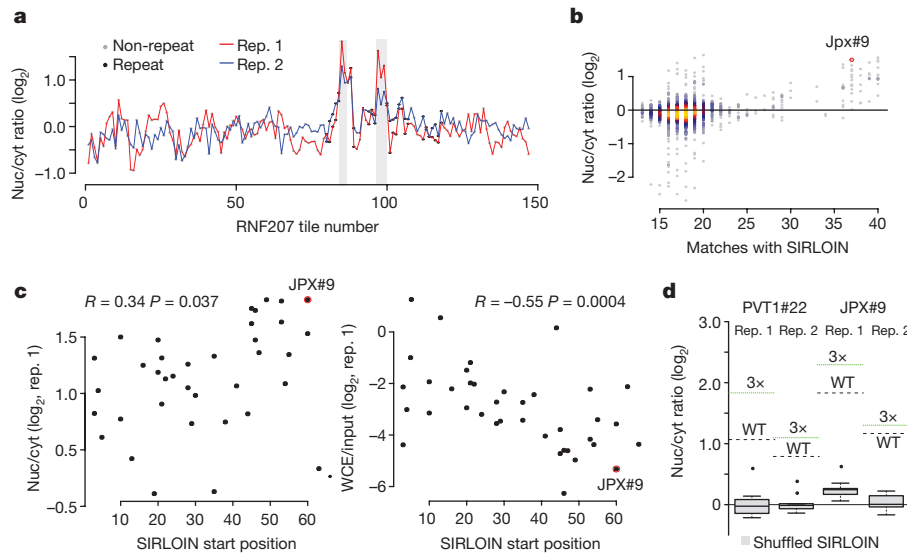 a
Non-repeat
Repeat
Rep. 1
Rep. 2
Nuc/cyt ratio (log2)
1.0
0.0
−1.0
0
50
100
150
RNF207 tile number
b
Jpx#9
Nuc/cyt ratio (log2)
1
0
−1
−2
15
20
25
30
35
40
Matches with SIRLOIN
c
JPX#9
R = 0.34 P = 0.037
Nuc/cyt (log2, rep. 1)
1.5
1.0
−0.5
10
20
30
40
50
60
SIRLOIN start position
R = −0.55 P = 0.0004
WCE/input (log2, rep. 1)
0
−2
−4
−6
JPX#9
10
20
30
40
50
60
SIRLOIN start position
d
PVT1#22 JPX#9
Rep. 1 Rep. 2 Rep. 1 Rep. 2
Nuc/cyt ratio (log2)
3.0
2.0
1.0
0
3×
WT
3×
WT
3×
WT
3×
WT
Shuffled SIRLOIN